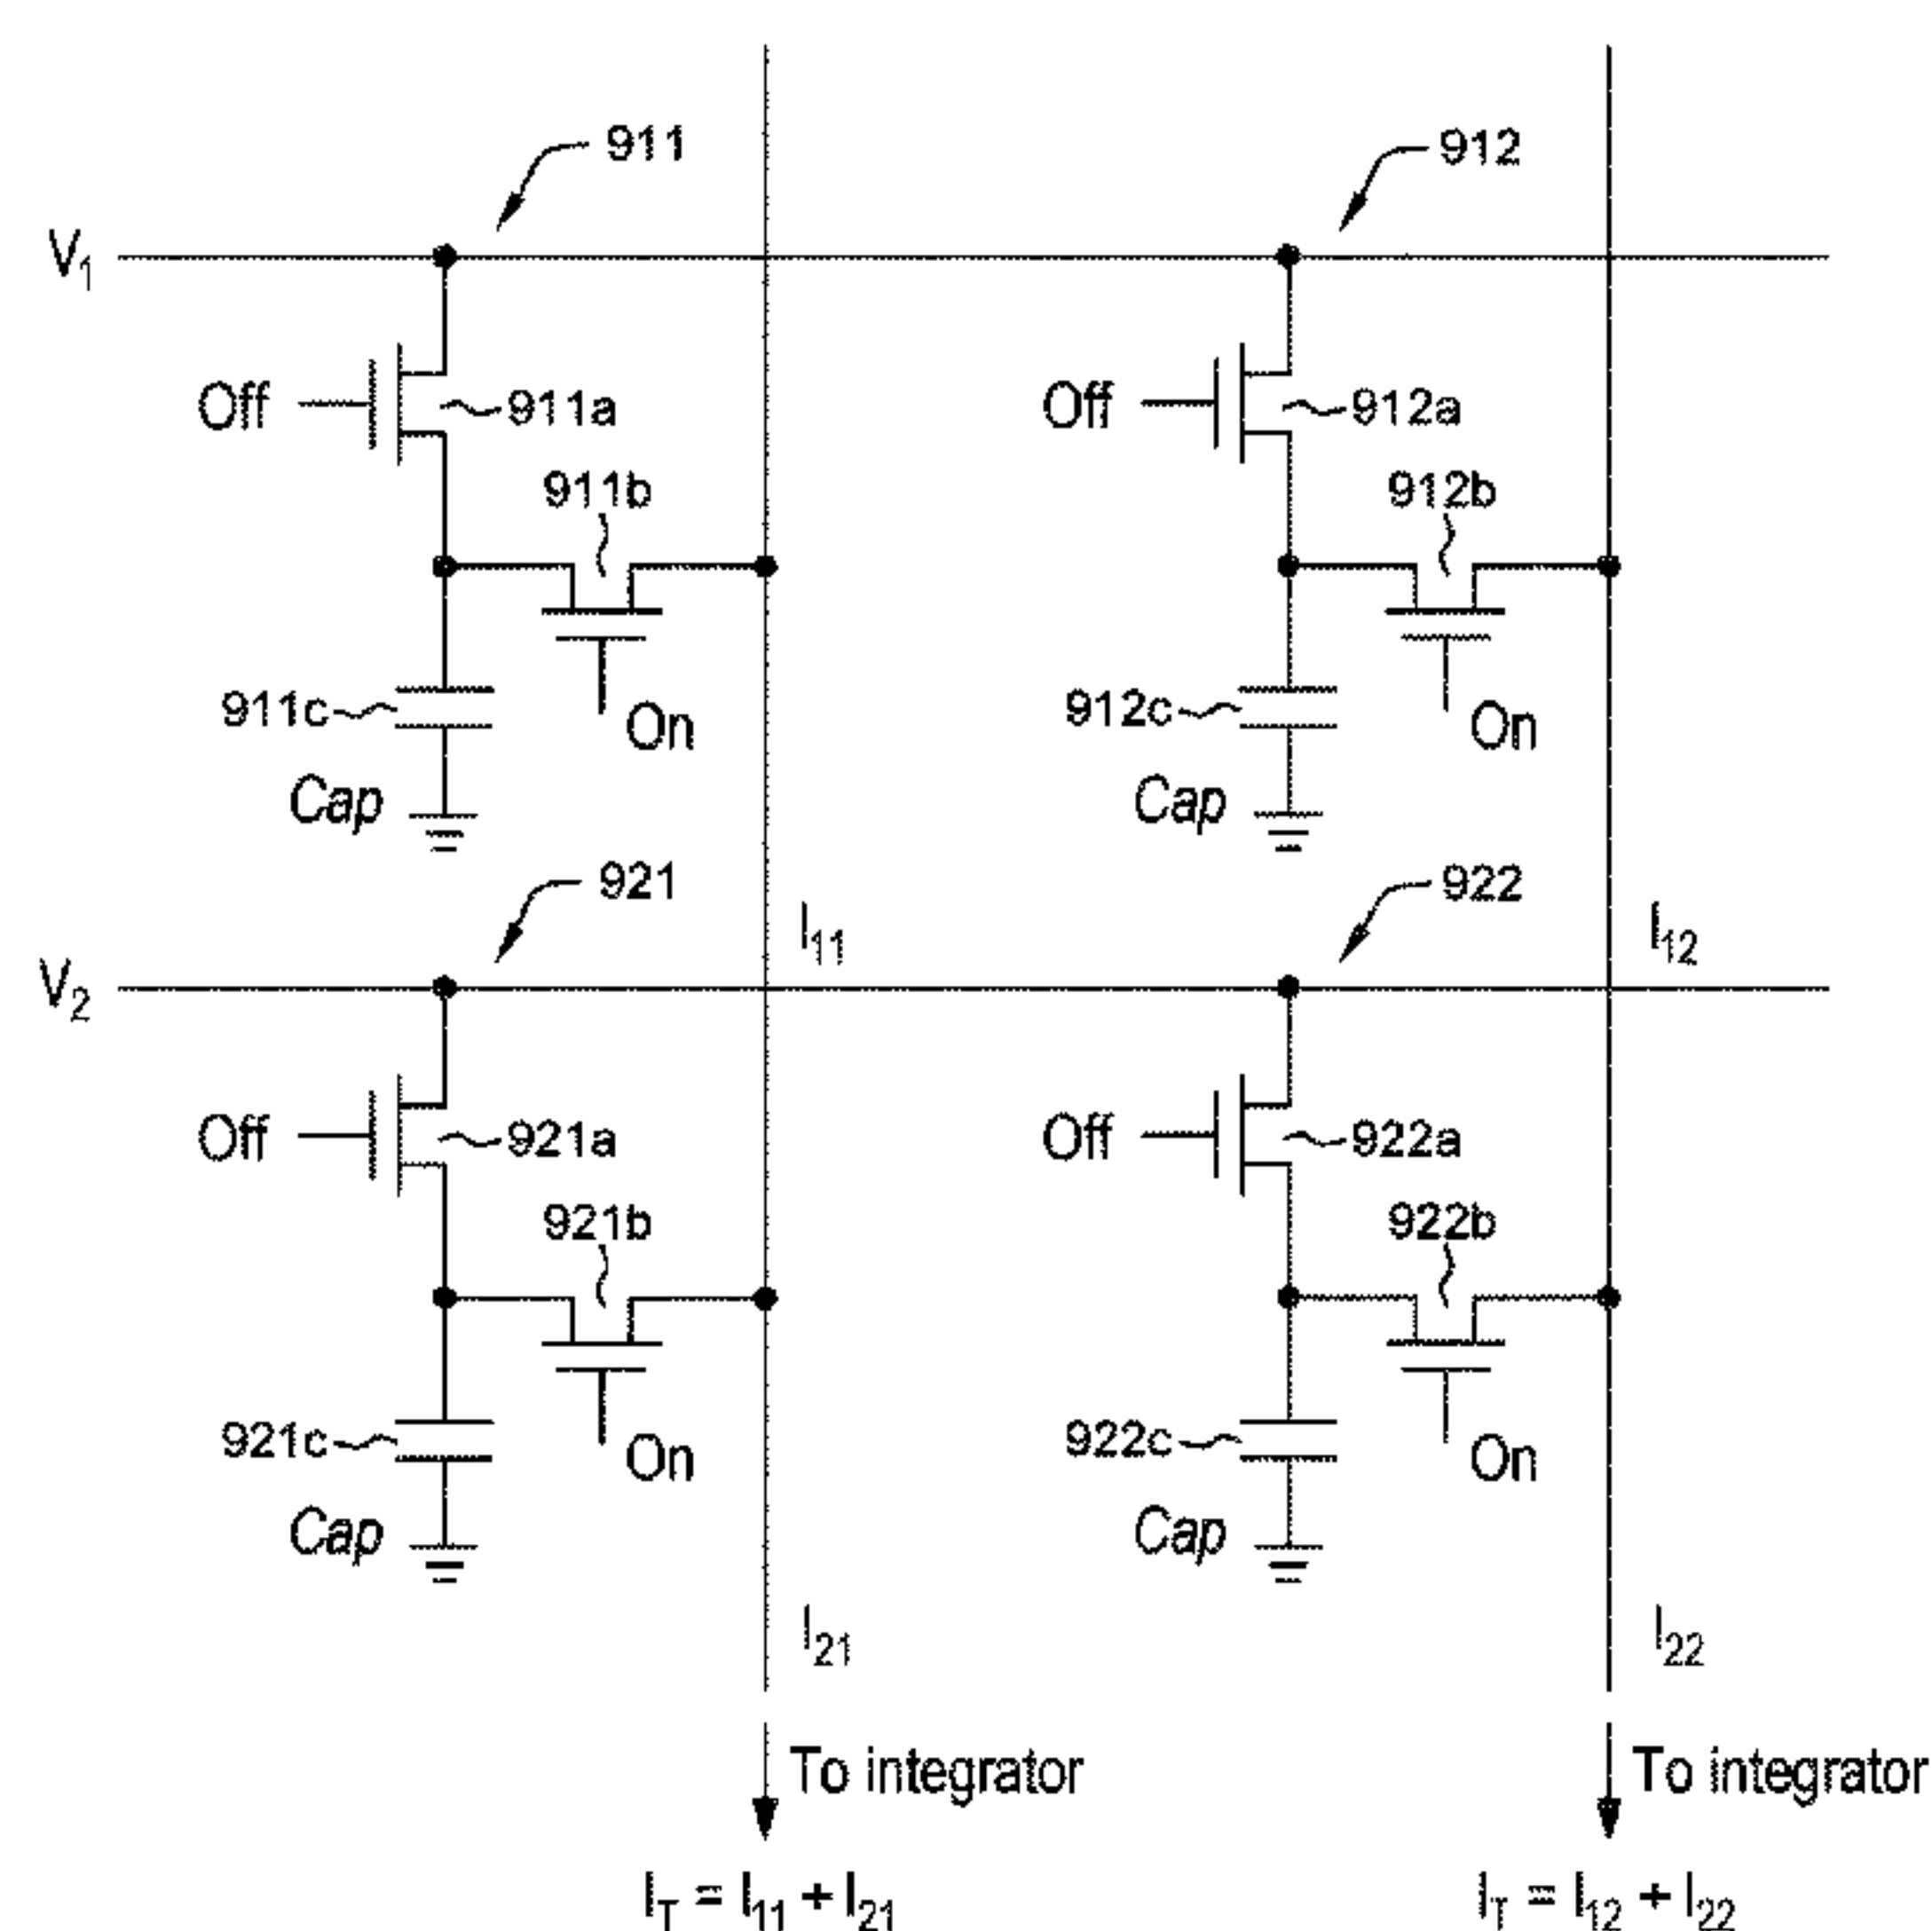 911 912
V₁
Off 911a Off 912a
911b 912b
911c On 912c On
Cap Cap
921 922
I₁₁ I₁₂
V₂
Off 921a Off 922a
921b 922b
921c On 922c On
Cap Cap
I₂₁ I₂₂
To integrator To integrator
I_T = I₁₁ + I₂₁ I_T = I₁₂ + I₂₂